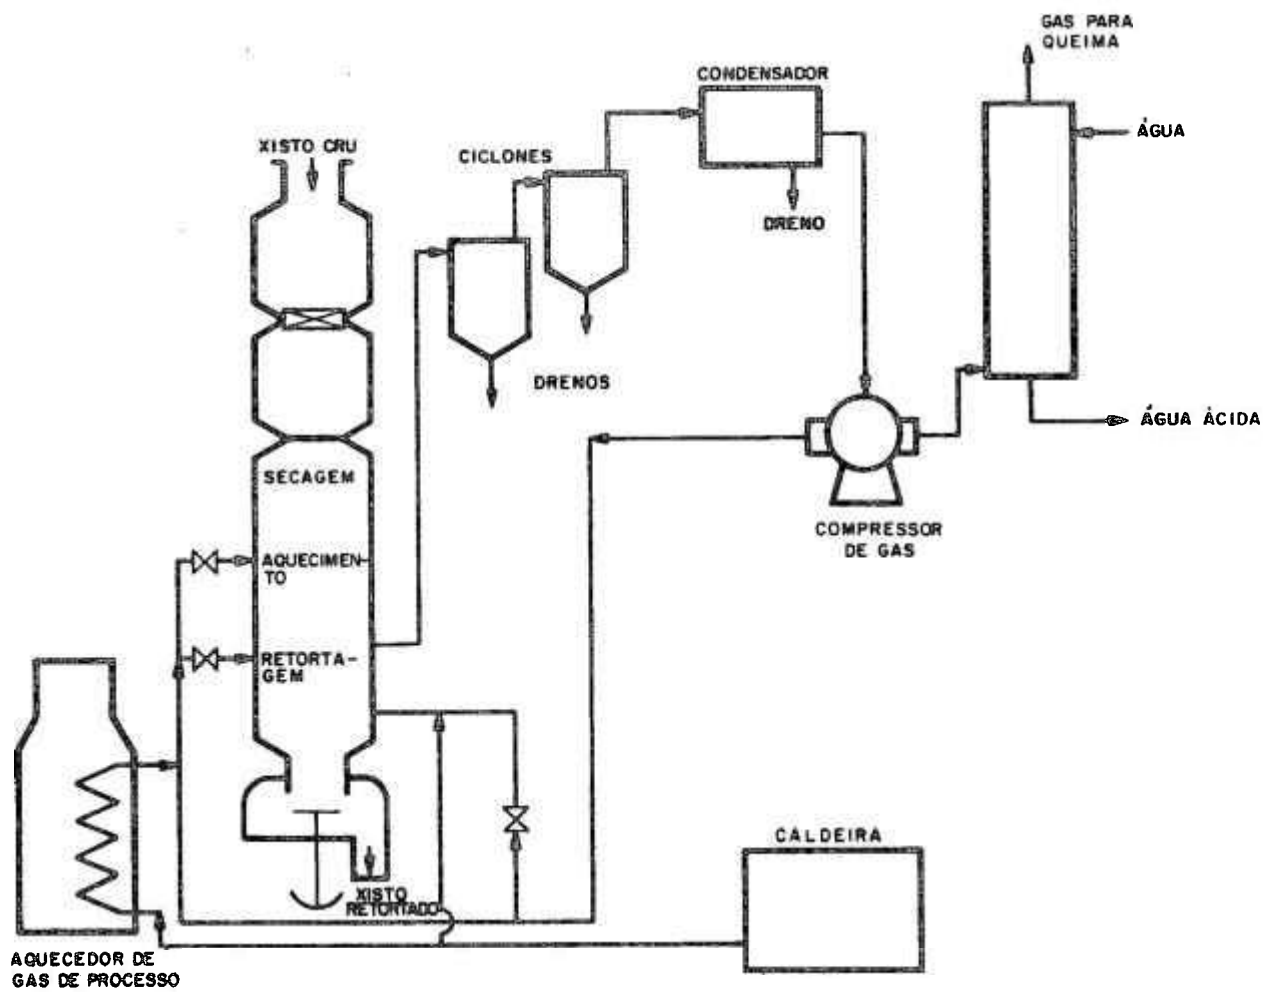 GAS PARA
QUEIMA
CONDENSADOR
ÁGUA
XISTO CRU
CICLONES
DRENO
DRENOS
ÁGUA ÁCIDA
SECAGEM
COMPRESSOR
DE GAS
AQUECIMEN-
TO
RETORTA-
GEM
CALDEIRA
XISTO
RETORTADO
AQUECEDOR DE
GAS DE PROCESSO